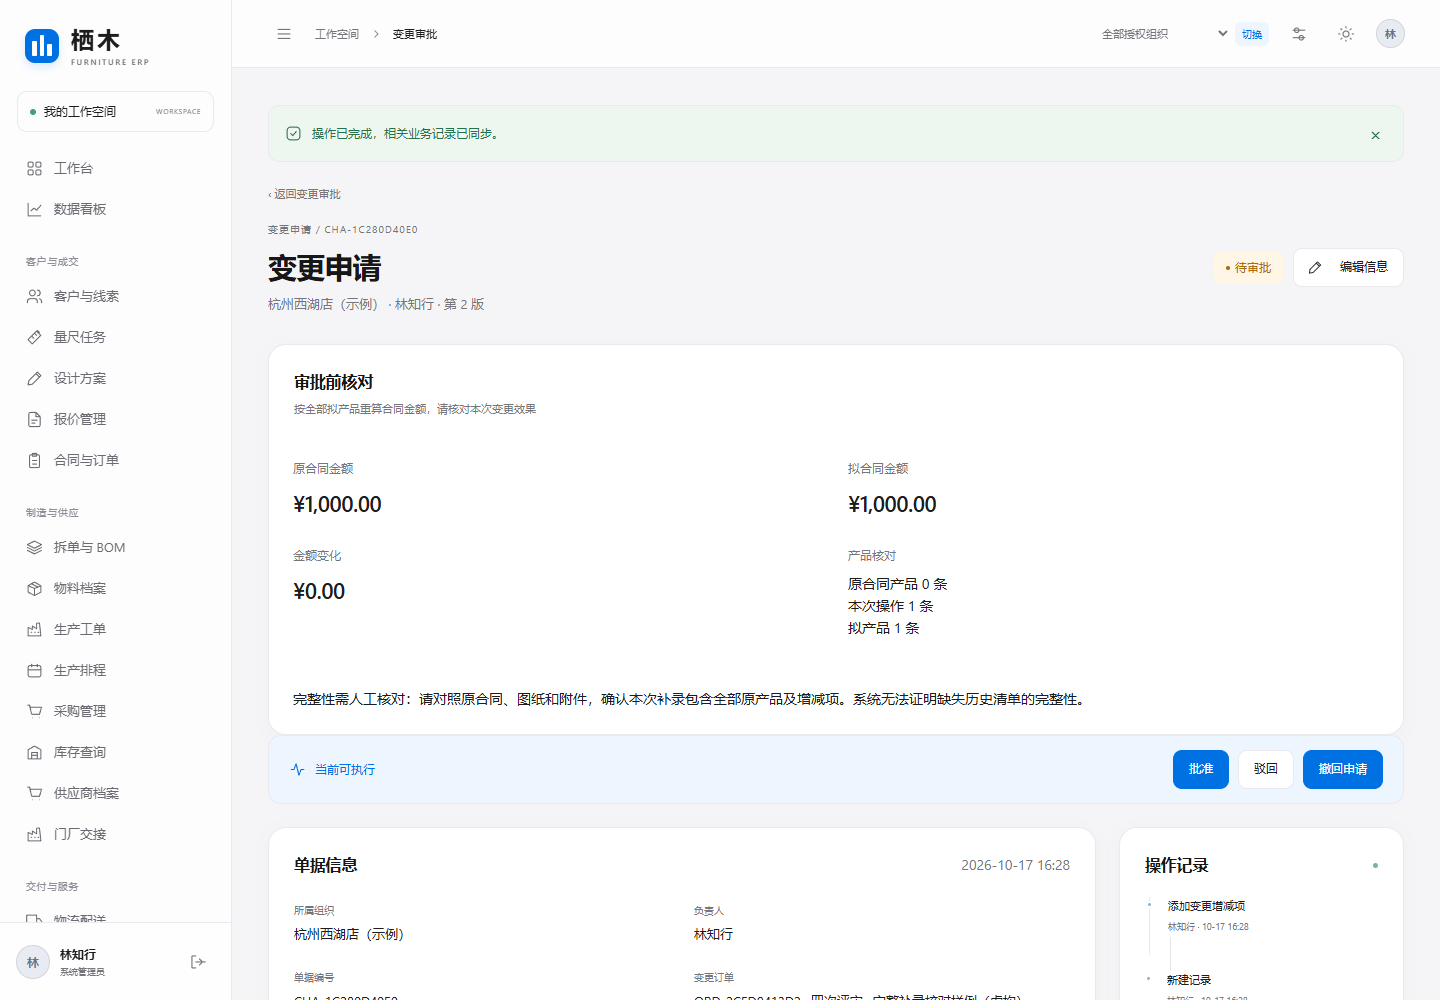 栖木
FURNITURE ERP
我的工作空间
WORKSPACE
工作台
数据看板
客户与成交
客户与线索
量尺任务
设计方案
报价管理
合同与订单
制造与供应
拆单与 BOM
物料档案
生产工单
生产排程
采购管理
库存查询
供应商档案
门厂交接
交付与服务
物流配送
林
林知行
系统管理员
工作空间
变更审批
全部授权组织
切换
林
操作已完成，相关业务记录已同步。
‹ 返回变更审批
变更申请 / CHA-1C280D40E0
变更申请
杭州西湖店（示例） · 林知行 · 第 2 版
待审批
编辑信息
审批前核对
按全部拟产品重算合同金额，请核对本次变更效果
原合同金额
¥1,000.00
拟合同金额
¥1,000.00
金额变化
¥0.00
产品核对
原合同产品 0 条
本次操作 1 条
拟产品 1 条
完整性需人工核对：请对照原合同、图纸和附件，确认本次补录包含全部原产品及增减项。系统无法证明缺失历史清单的完整性。
当前可执行
批准
驳回
撤回申请
单据信息
2026-10-17 16:28
所属组织
杭州西湖店（示例）
负责人
林知行
单据编号
CHA-1C280D40E0
变更订单
操作记录
添加变更增减项
林知行 · 10-17 16:28
新建记录
林知行 · 10-17 16:28